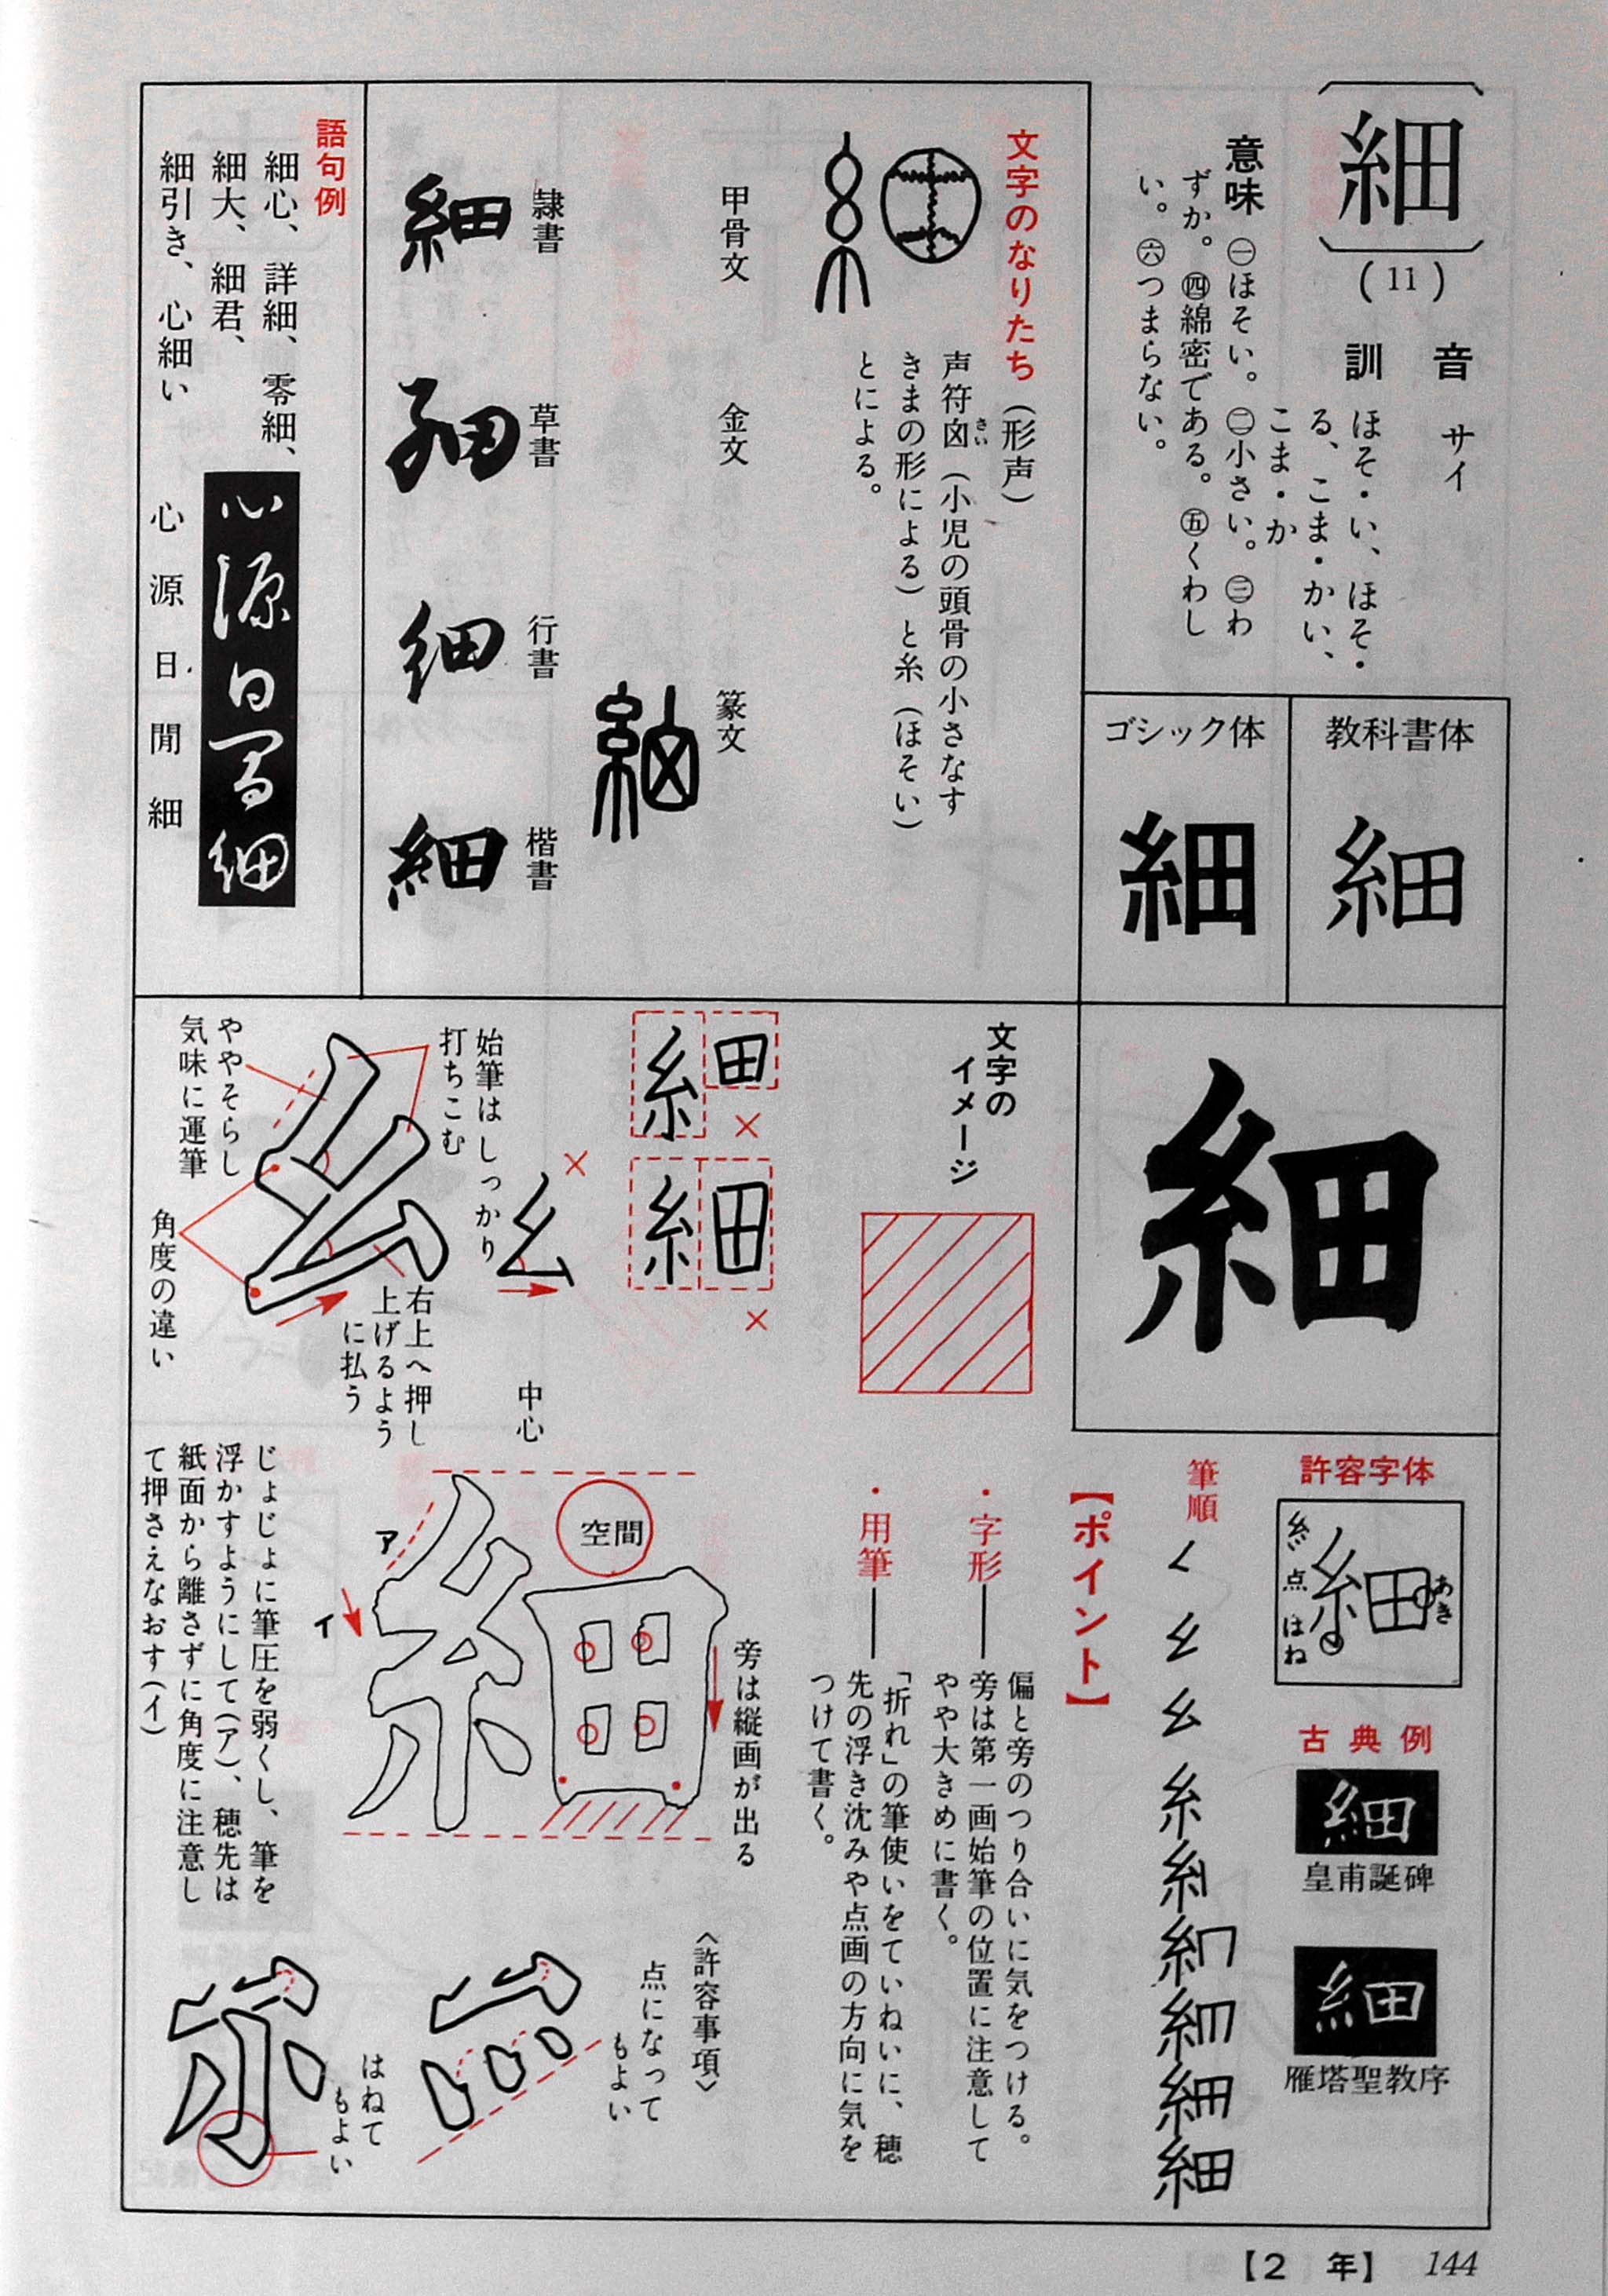 細
(11)
音　サイ
訓　ほそ・い、ほそ・
る、こま・かい、
こま・か
意味　㊀ほそい。㊁小さい。㊂わ
ずか。㊃綿密である。㊄くわし
い。㊅つまらない。
教科書体
細
ゴシック体
細
文字のなりたち（形声）
声符囟（小児の頭骨の小さなす
さい
きまの形による）と糸（ほそい）
とによる。
甲骨文
金文
篆文
隷書
細
草書
細
行書
細
楷書
細
語句例
細心、詳細、零細、
細大、細君、
細引き、心細い
心源日閒細
心源日閒細
細
許容字体
細
あき
糸
点
はね
古典例
細
皇甫誕碑
細
雁塔聖教序
筆順
細
【ポイント】
・字形――偏と旁のつり合いに気をつける。
旁は第一画始筆の位置に注意して
やや大きめに書く。
・用筆――「折れ」の筆使いをていねいに、穂
先の浮き沈みや点画の方向に気を
つけて書く。
文字の
イメージ
細
×
細
×
×
始筆はしっかり
打ちこむ
ややそらし
気味に運筆
角度の違い
右上へ押し
上げるよう
に払う
中心
空間
ア
イ
旁は縦画が出る
じょじょに筆圧を弱くし、筆を
浮かすようにして(ア)、穂先は
紙面から離さずに角度に注意し
て押さえなおす(イ)
〈許容事項〉
点になって
もよい
はねて
もよい
【2　年】 144